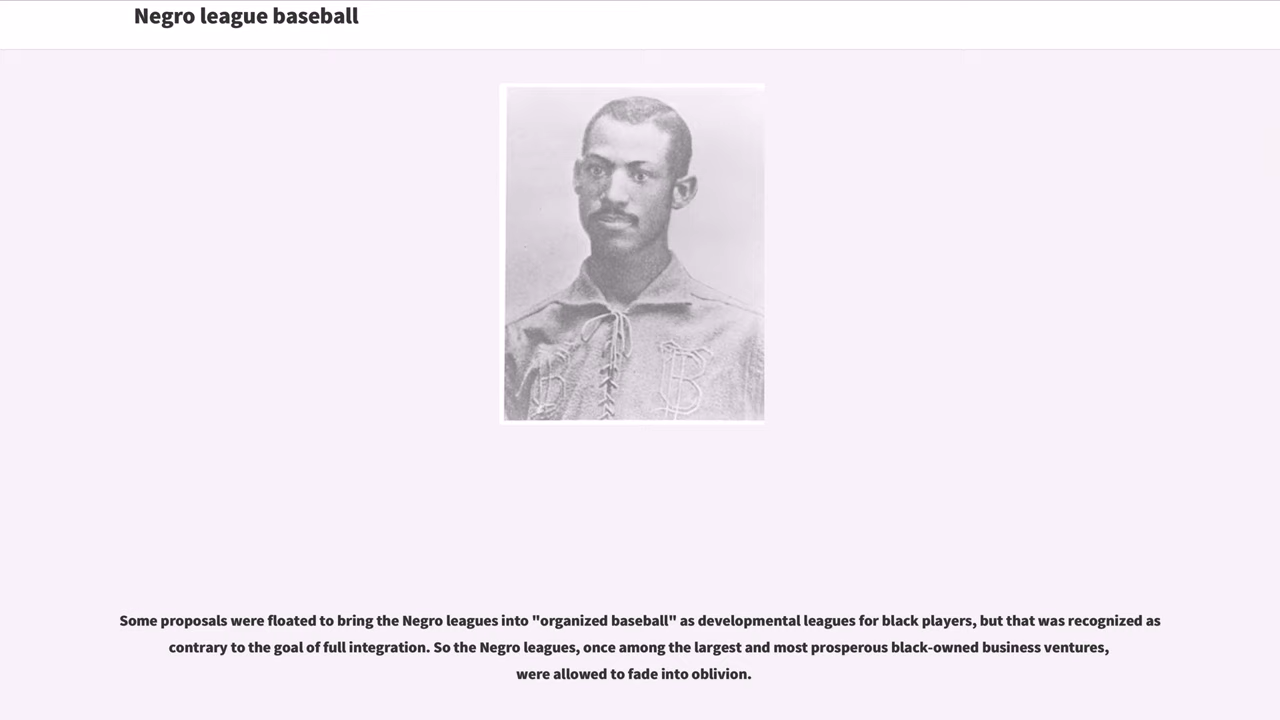 Negro league baseball
B
B
Some proposals were floated to bring the Negro leagues into "organized baseball" as developmental leagues for black players, but that was recognized as
contrary to the goal of full integration. So the Negro leagues, once among the largest and most prosperous black-owned business ventures,
were allowed to fade into oblivion.